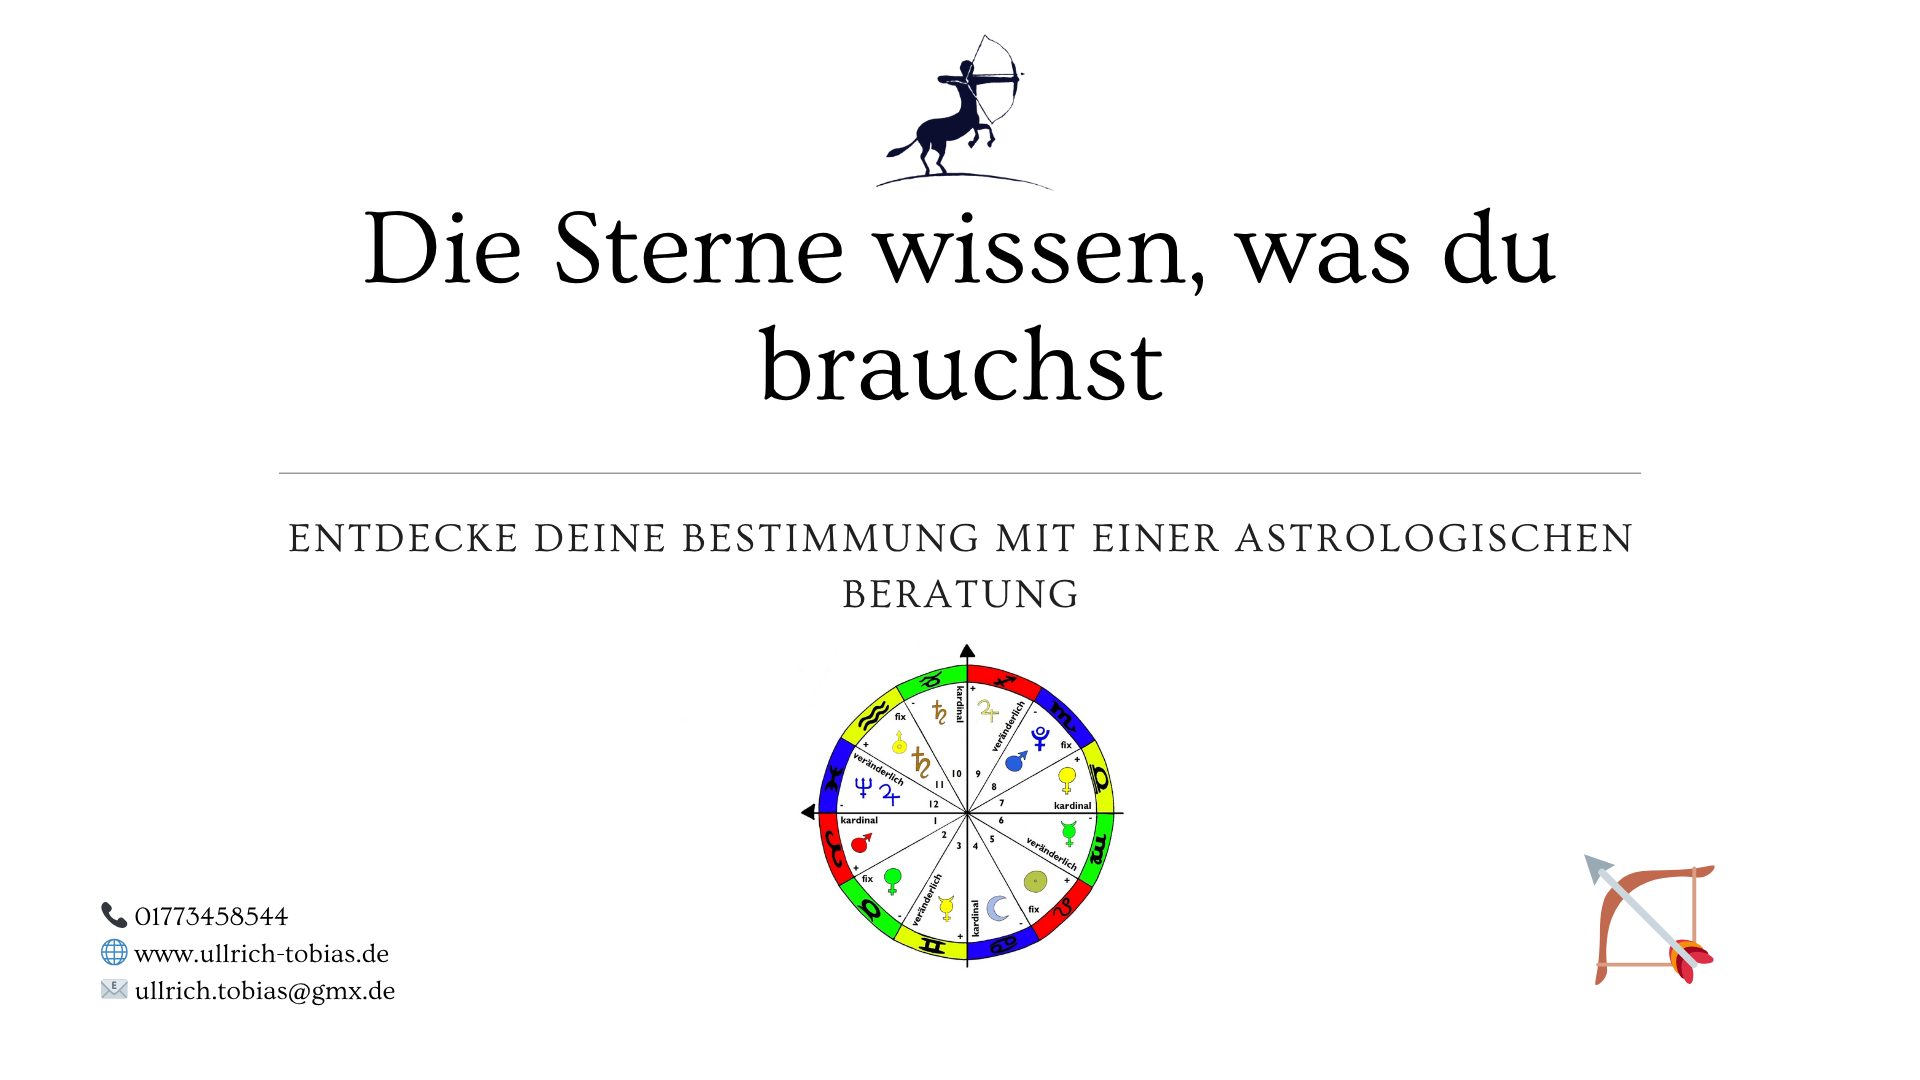 Die Sterne wissen, was du
brauchst
ENTDECKE DEINE BESTIMMUNG MIT EINER ASTROLOGISCHEN
BERATUNG
kardinal
+
-
fix
veränderlich
-
fix
+
+
veränderlich
-
10
9
11
8
12
7
kardinal
-
kardinal
1
6
2
5
3
4
veränderlich
+
fix
-
veränderlich
+
kardinal
-
fix
+
01773458544
www.ullrich-tobias.de
E
ullrich.tobias@gmx.de